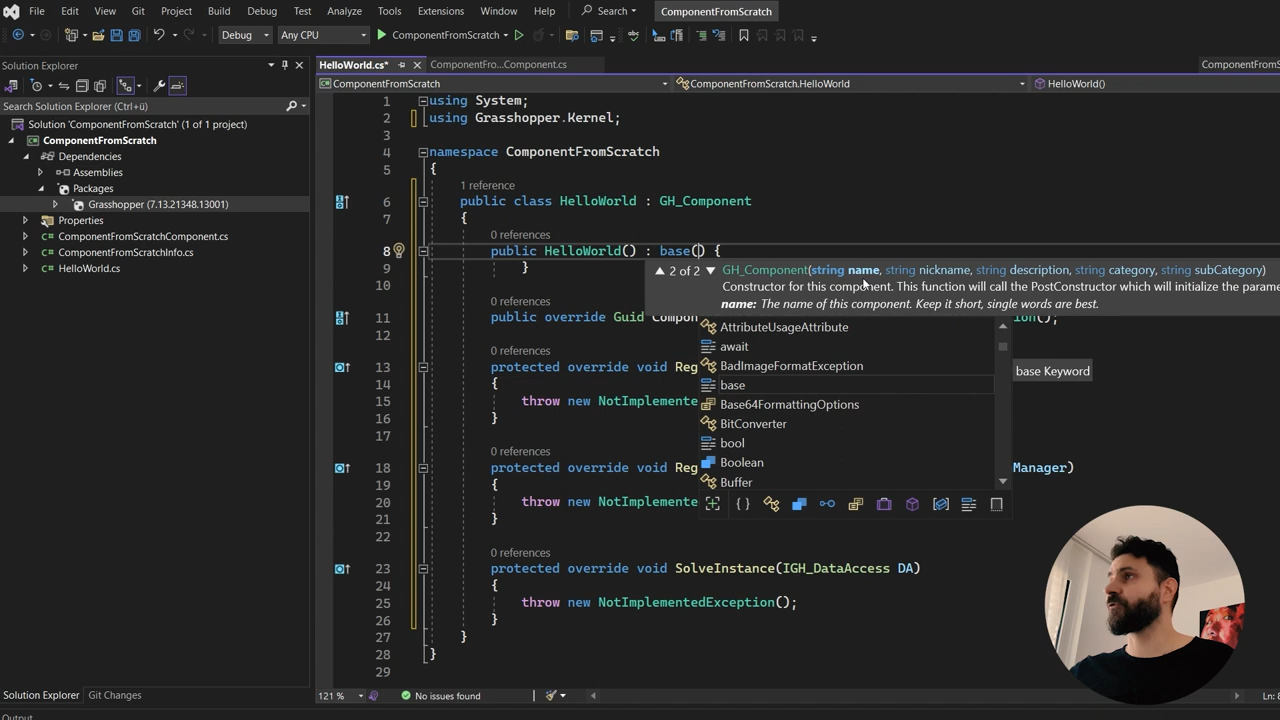 File Edit View Git Project Build Debug Test Analyze Tools Extensions Window Help Search ComponentFromScratch
Debug Any CPU ComponentFromScratch
Solution Explorer
HelloWorld.cs* ComponentFro...Component.cs ComponentFromS
ComponentFromScratch ComponentFromScratch.HelloWorld HelloWorld()
Search Solution Explorer (Ctrl+ü)
Solution 'ComponentFromScratch' (1 of 1 project)
ComponentFromScratch
Dependencies
Assemblies
Packages
Grasshopper (7.13.21348.13001)
Properties
ComponentFromScratchComponent.cs
ComponentFromScratchInfo.cs
HelloWorld.cs
1 using System;
2 using Grasshopper.Kernel;
3
4 namespace ComponentFromScratch
5 {
1 reference
6 public class HelloWorld : GH_Component
7 {
0 references
8 public HelloWorld() : base() {
9 }
10
▲ 2 of 2 ▼ GH_Component(string name, string nickname, string description, string category, string subCategory)
Constructor for this component. This function will call the PostConstructor which will initialize the parame
name: The name of this component. Keep it short, single words are best.
0 references
11 public override Guid Compo ion();
12
0 references
13 protected override void Reg
14 {
15 throw new NotImplemente
16 }
17
AttributeUsageAttribute
await
BadImageFormatException
base
Base64FormattingOptions
BitConverter
bool
Boolean
Buffer
base Keyword
0 references
18 protected override void Reg Manager)
19 {
20 throw new NotImplemente
21 }
22
0 references
23 protected override void SolveInstance(IGH_DataAccess DA)
24 {
25 throw new NotImplementedException();
26 }
27 }
28 }
29
Solution Explorer Git Changes
121 % No issues found Ln: 8
Output